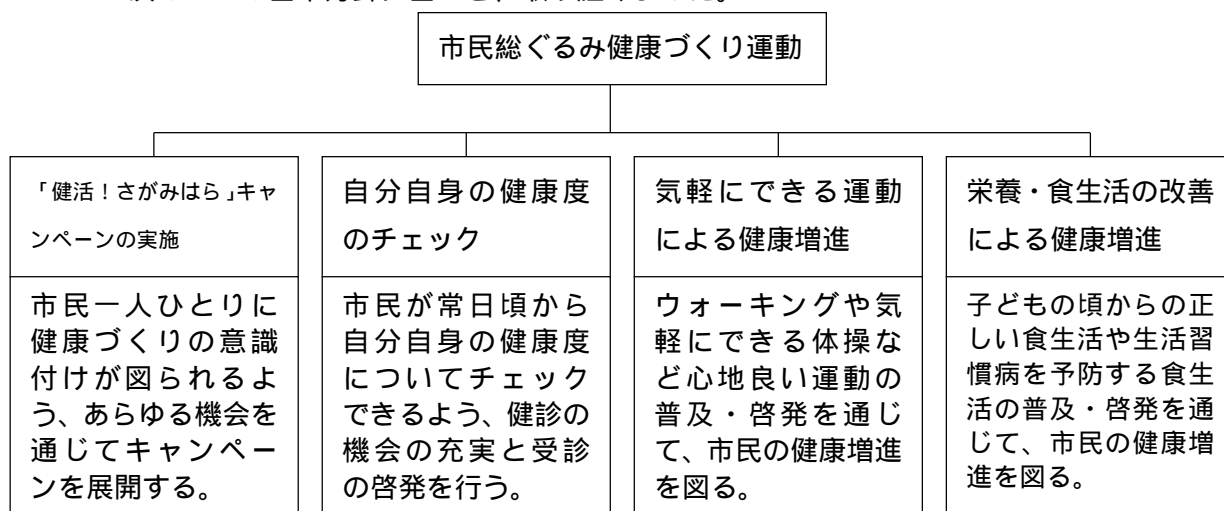 市民総ぐるみ健康づくり運動
「健活！さがみはら」キャ
ンペーンの実施
市民一人ひとりに
健康づくりの意識
付けが図られるよ
う、あらゆる機会を
通じてキャンペー
ンを展開する。
自分自身の健康度
のチェック
市民が常日頃から
自分自身の健康度
についてチェック
できるよう、健診の
機会の充実と受診
の啓発を行う。
気軽にできる運動
による健康増進
ウォーキングや気
軽にできる体操な
ど心地良い運動の
普及・啓発を通じ
て、市民の健康増進
を図る。
栄養・食生活の改善
による健康増進
子どもの頃からの正
しい食生活や生活習
慣病を予防する食生
活の普及・啓発を通
じて、市民の健康増
進を図る。